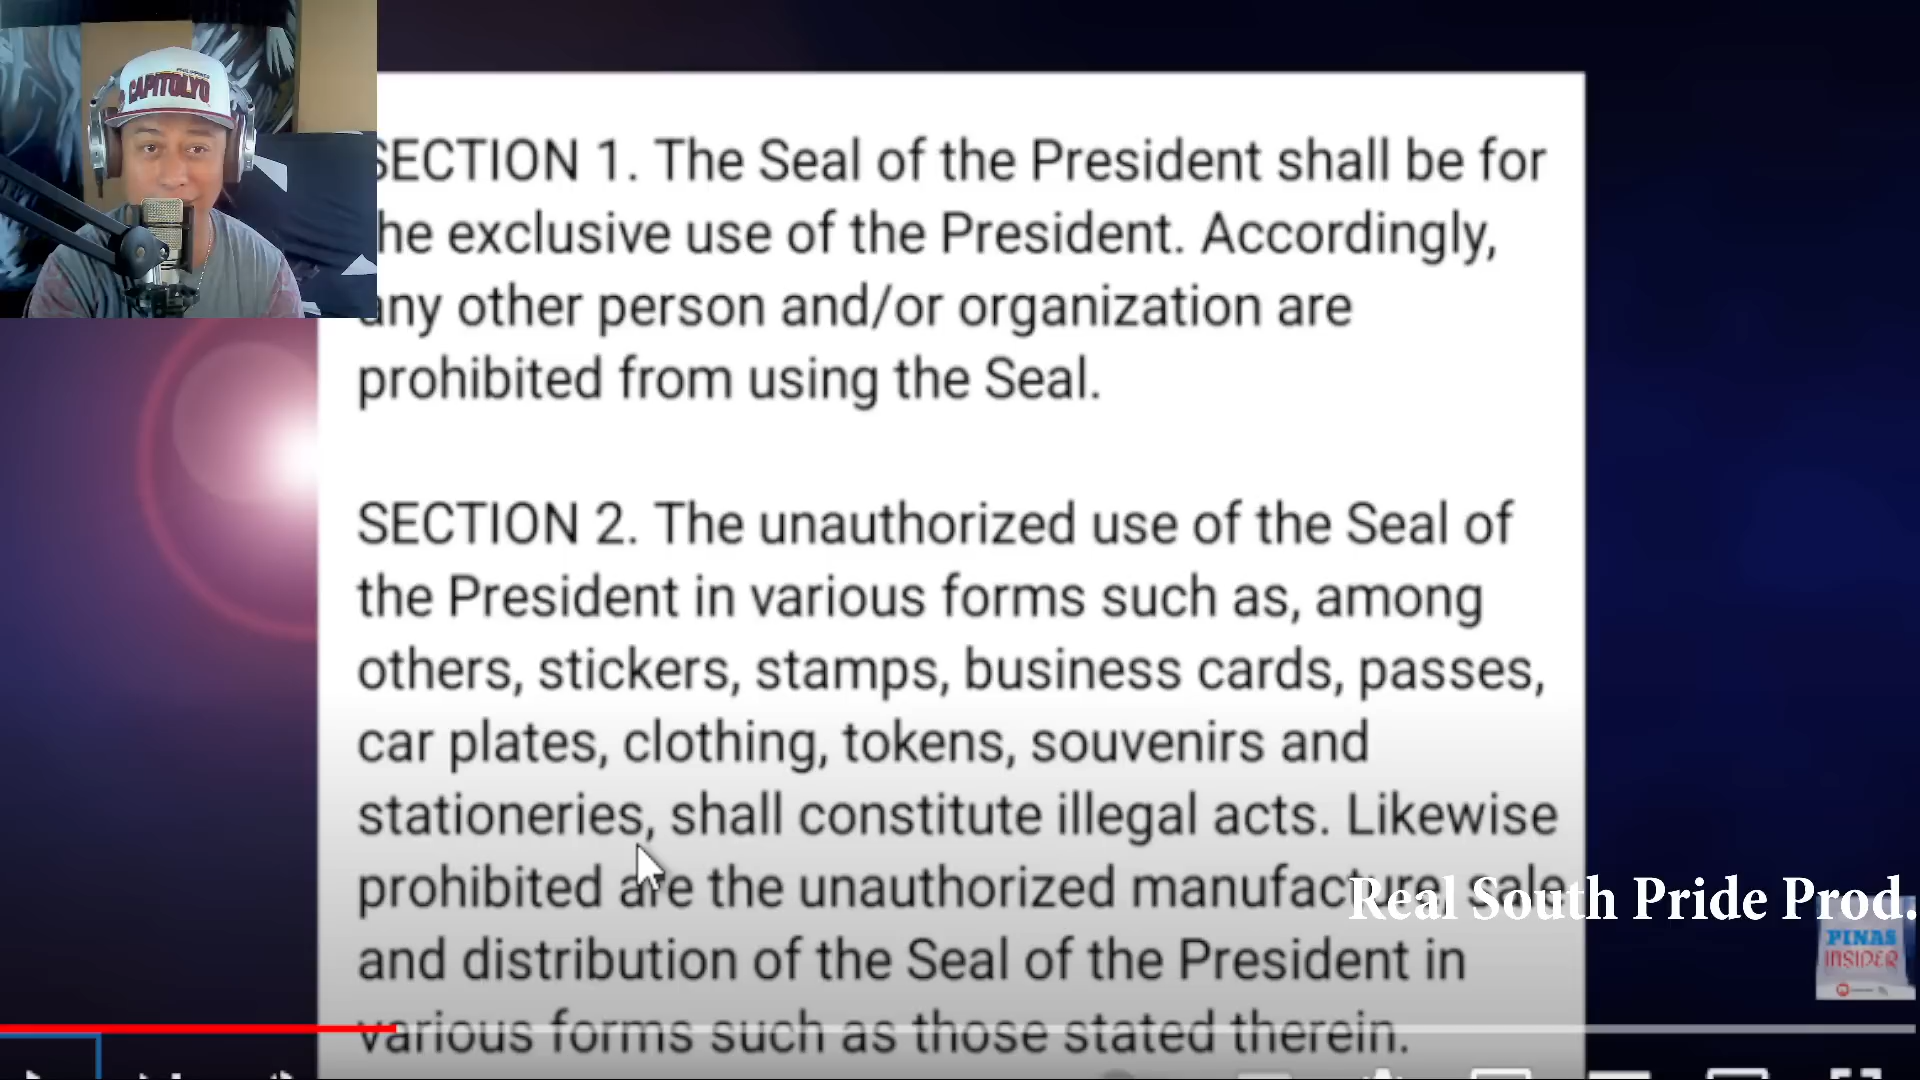 PHILIPPINES
CAPITOLYO
SECTION 1. The Seal of the President shall be for
the exclusive use of the President. Accordingly,
any other person and/or organization are
prohibited from using the Seal.
SECTION 2. The unauthorized use of the Seal of
the President in various forms such as, among
others, stickers, stamps, business cards, passes,
car plates, clothing, tokens, souvenirs and
stationeries, shall constitute illegal acts. Likewise
prohibited are the unauthorized manufacture, sale
and distribution of the Seal of the President in
various forms such as those stated therein.
Real South Pride Prod.
PINAS
INSIDER